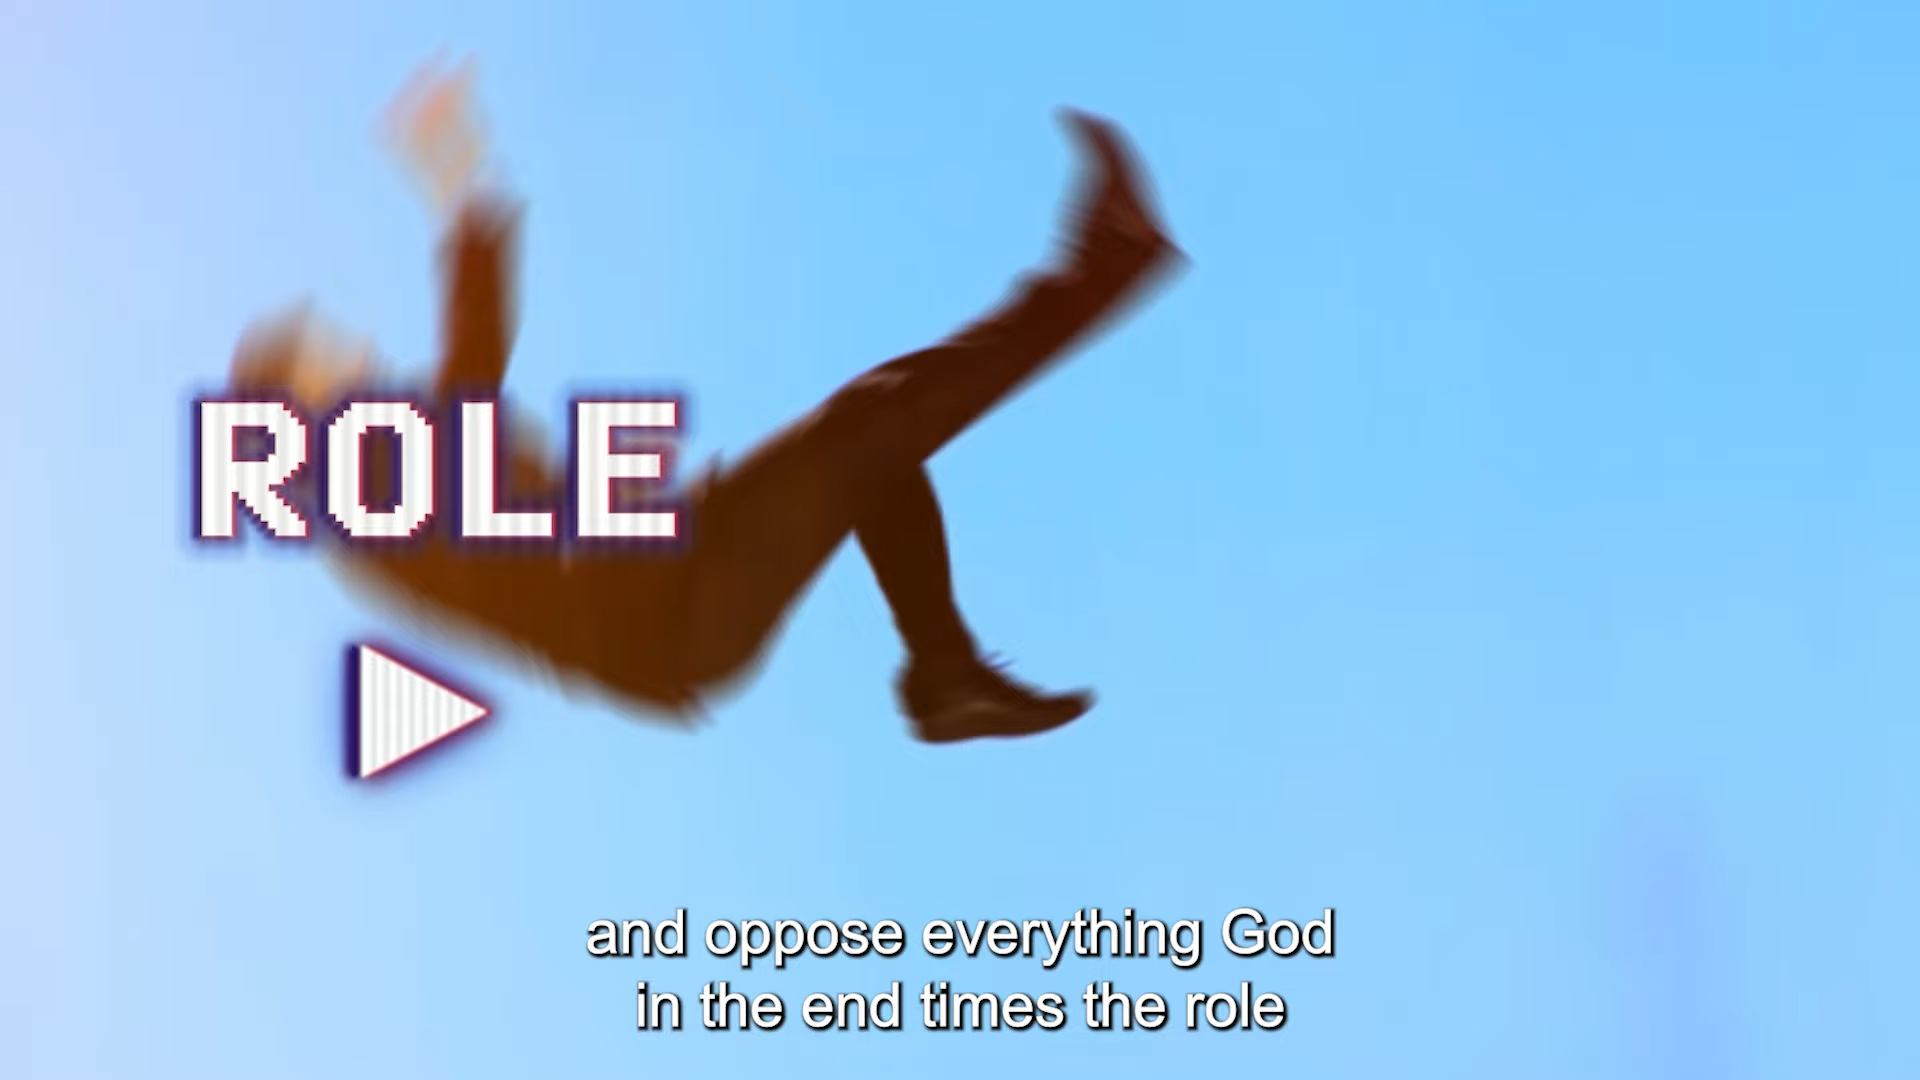 ROLE
and oppose everything God
in the end times the role